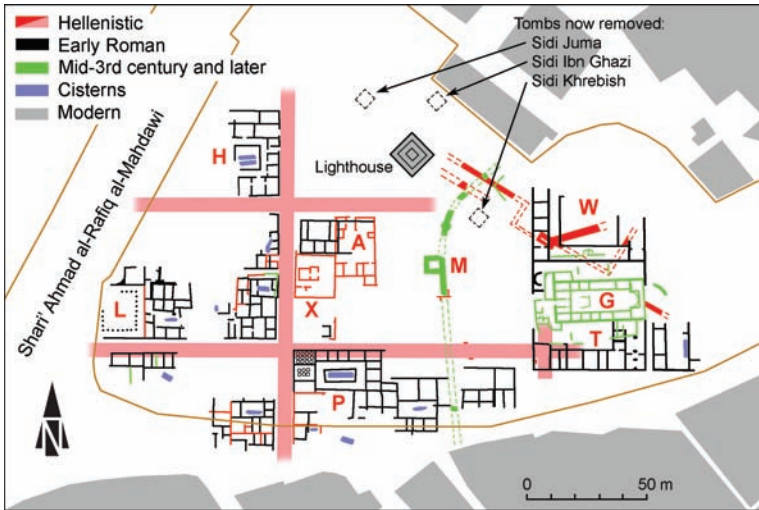 Hellenistic
Early Roman
Mid-3rd century and later
Cisterns
Modern
Tombs now removed:
Sidi Juma
Sidi Ibn Ghazi
Sidi Khrebish
Shari' Ahmad al-Rafiq al-Mahdawi
H
Lighthouse
W
A
M
L
X
G
T
P
N
0
50 m